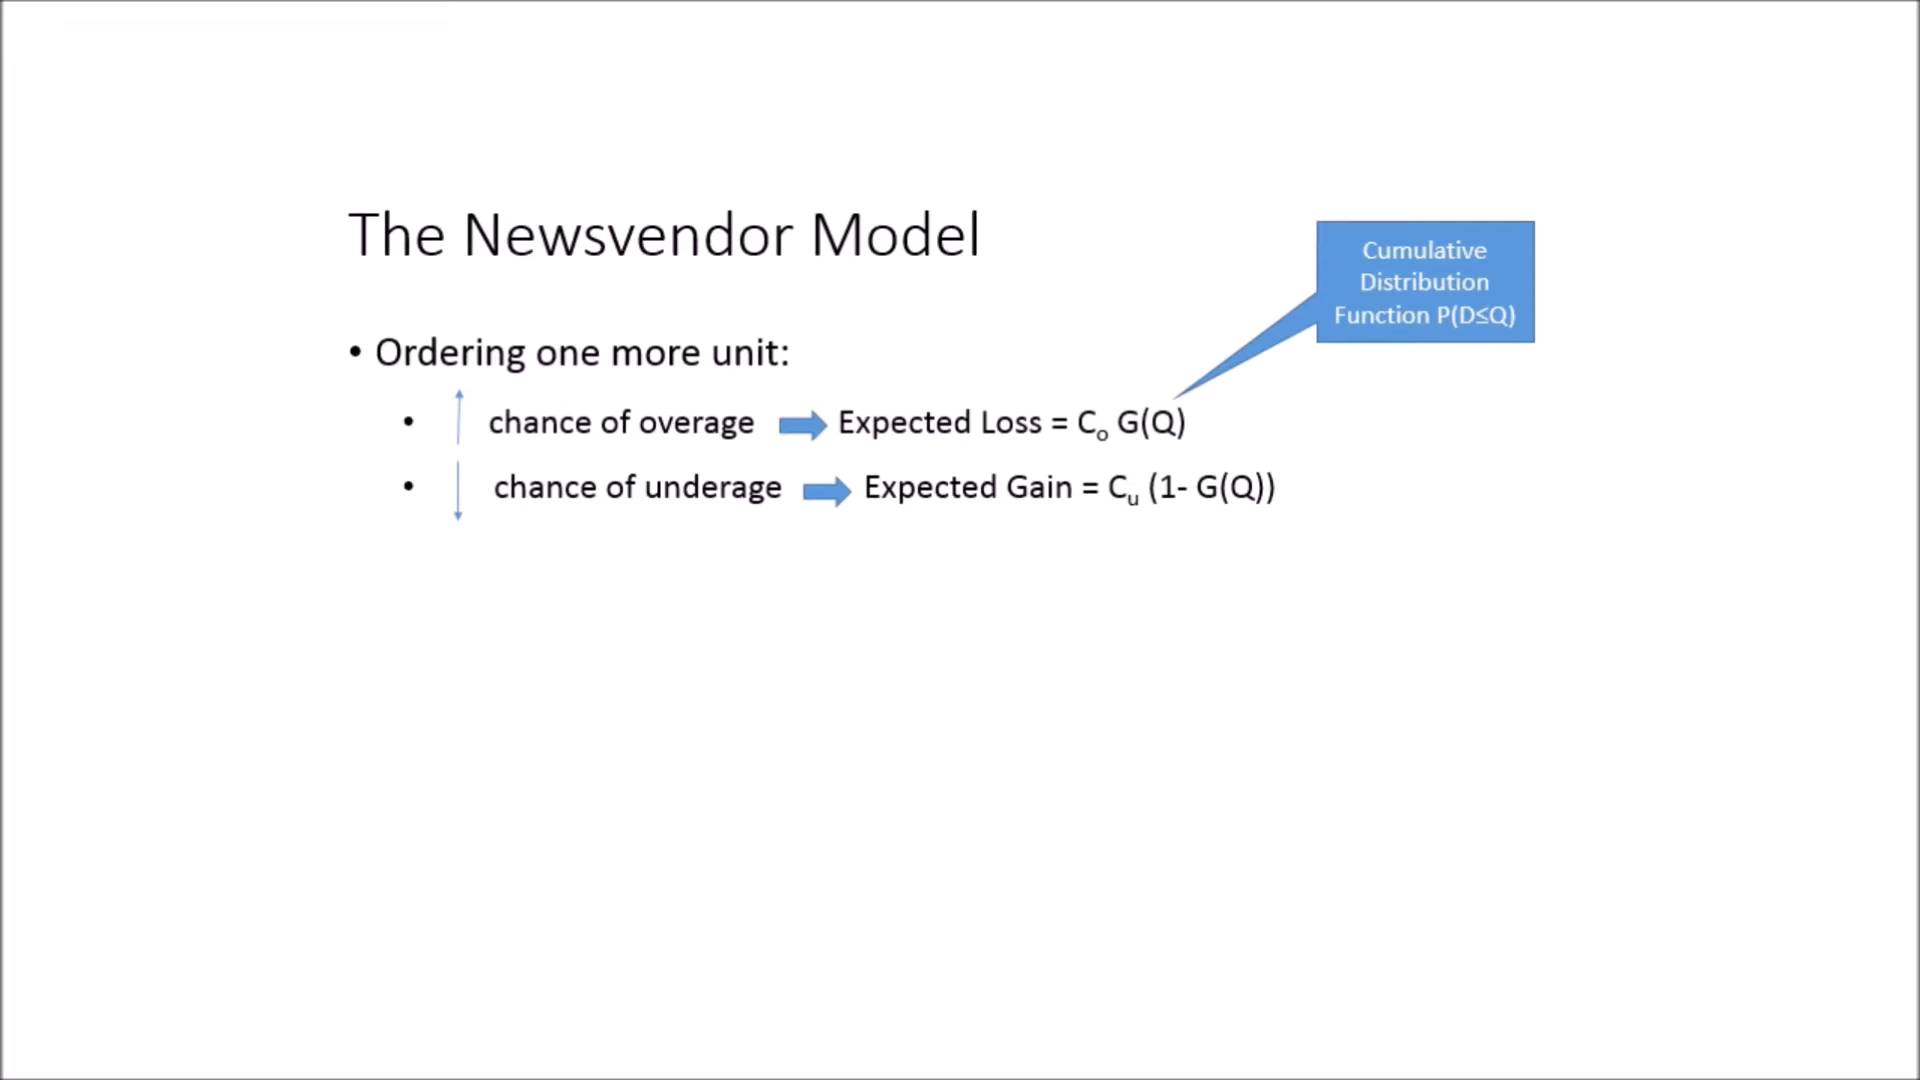 The Newsvendor Model
Cumulative
Distribution
Function P(D≤Q)
• Ordering one more unit:
• chance of overage Expected Loss = Cₒ G(Q)
• chance of underage Expected Gain = Cᵤ (1- G(Q))